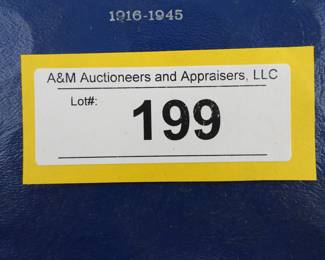 1916-1945
A&M Auctioneers and Appraisers, LLC
Lot#:
199